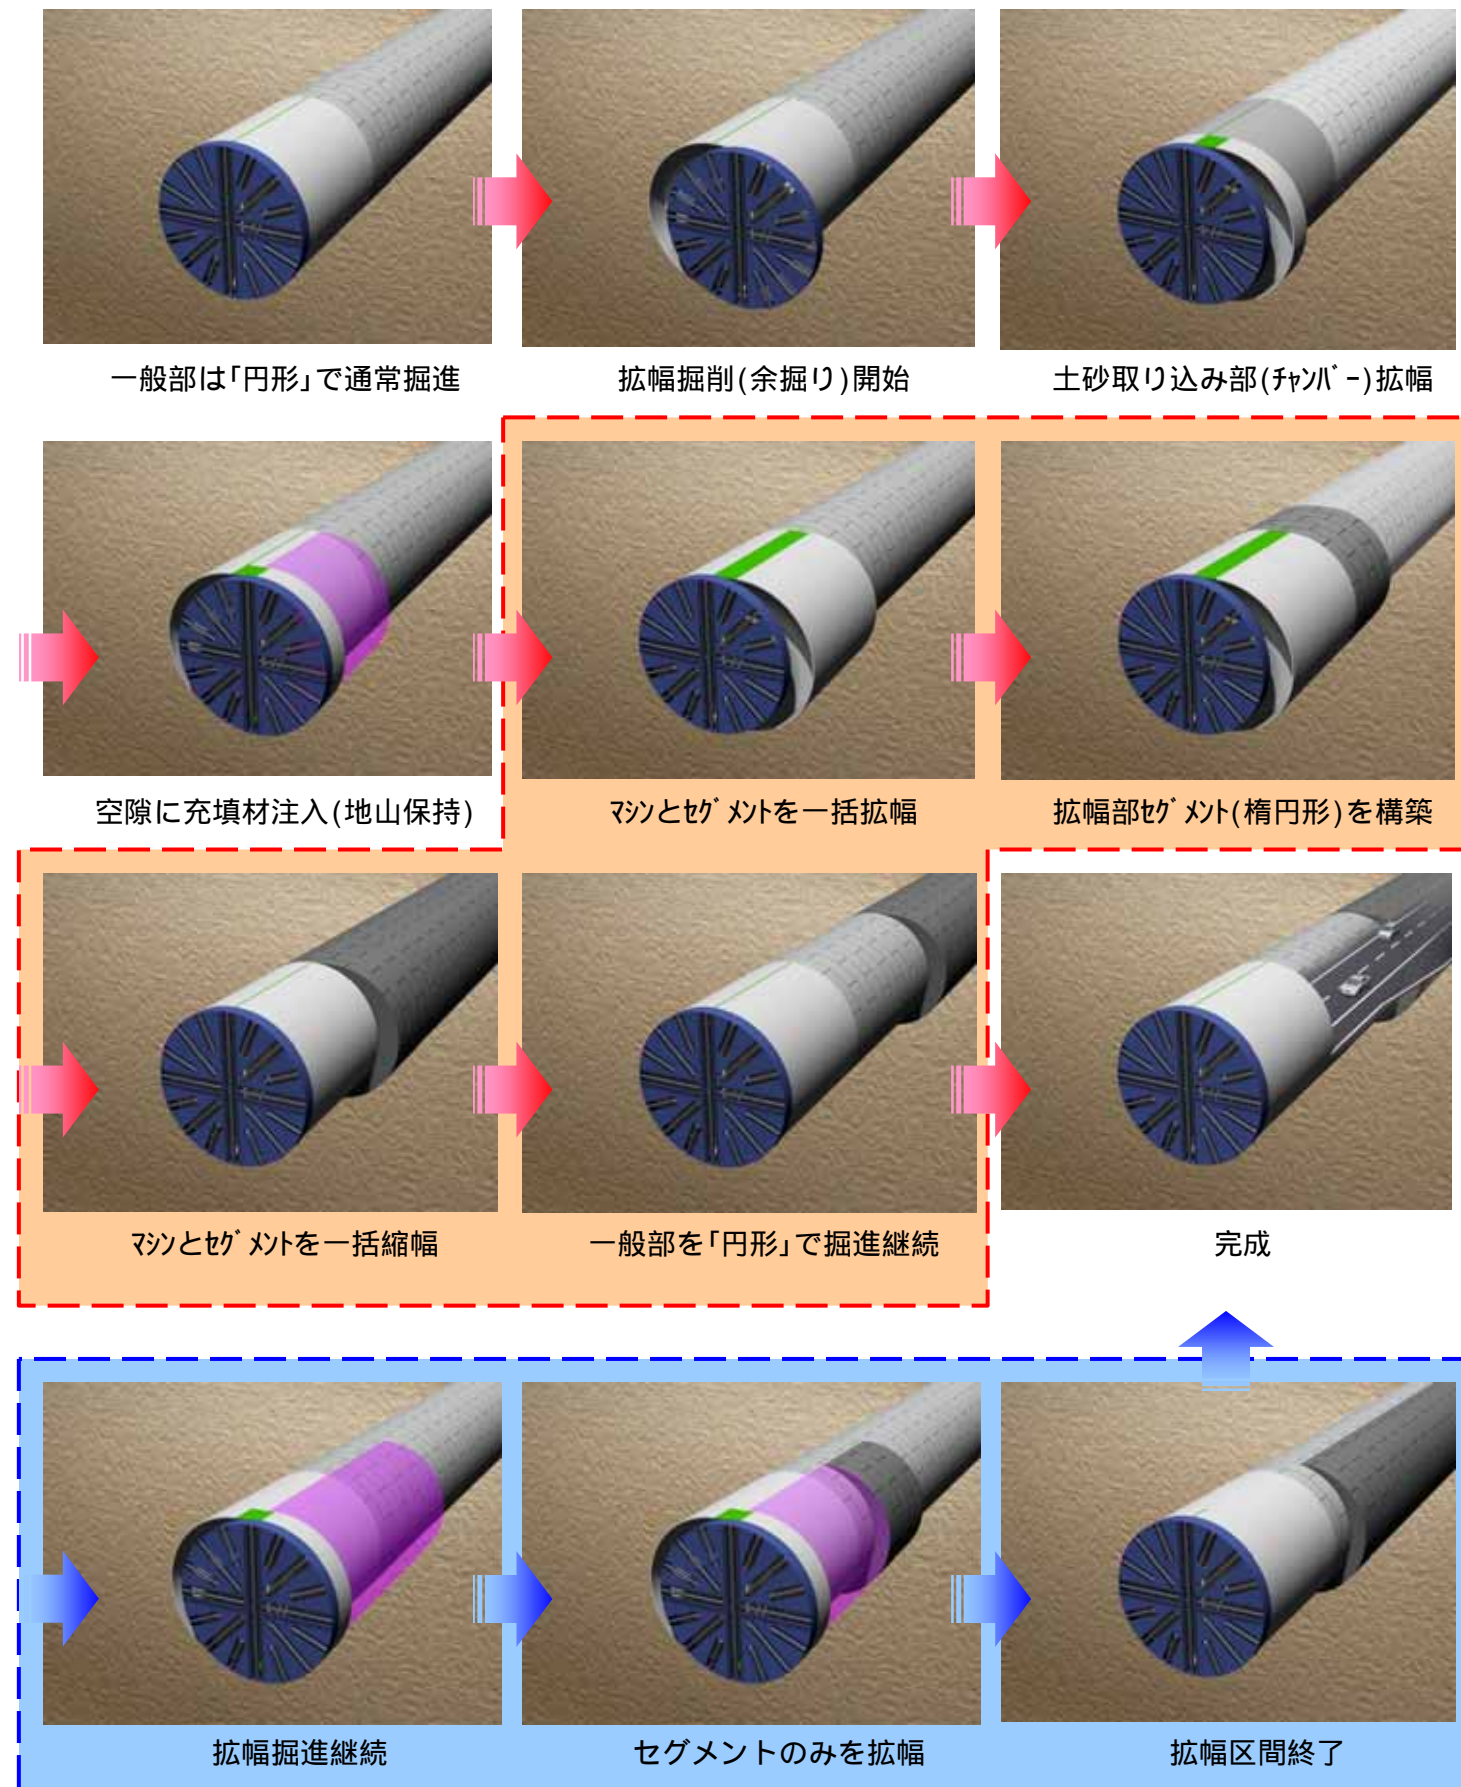 一般部は「円形」で通常掘進
拡幅掘削(余掘り)開始
土砂取り込み部(ﾁｬﾝﾊﾞｰ)拡幅
空隙に充填材注入(地山保持)
ﾏｼﾝとｾｸﾞﾒﾝﾄを一括拡幅
拡幅部ｾｸﾞﾒﾝﾄ(楕円形)を構築
ﾏｼﾝとｾｸﾞﾒﾝﾄを一括縮幅
一般部を「円形」で掘進継続
完成
拡幅掘進継続
セグメントのみを拡幅
拡幅区間終了